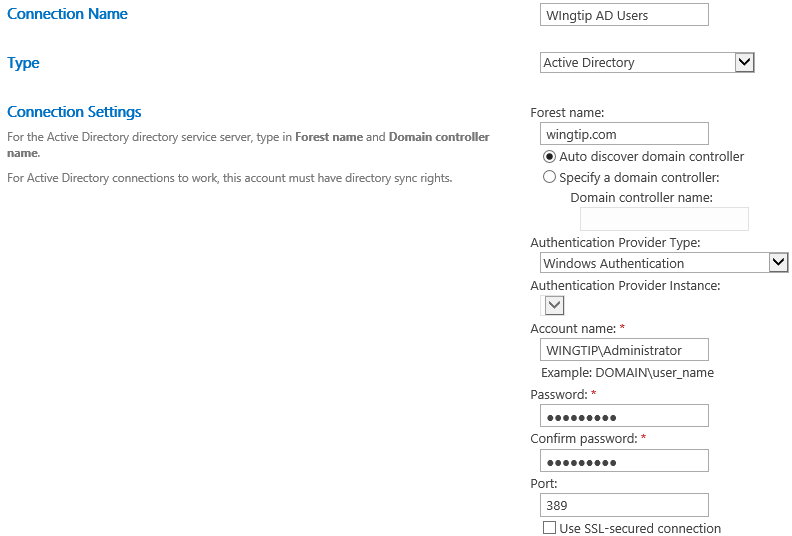 Connection Name
WIngtip AD Users
Type
Active Directory
Connection Settings
For the Active Directory directory service server, type in Forest name and Domain controller
name.
For Active Directory connections to work, this account must have directory sync rights.
Forest name:
wingtip.com
Auto discover domain controller
Specify a domain controller:
Domain controller name:
Authentication Provider Type:
Windows Authentication
Authentication Provider Instance:
Account name: *
WINGTIP\Administrator
Example: DOMAIN\user_name
Password: *
●●●●●●●●●
Confirm password: *
●●●●●●●●●
Port:
389
Use SSL-secured connection